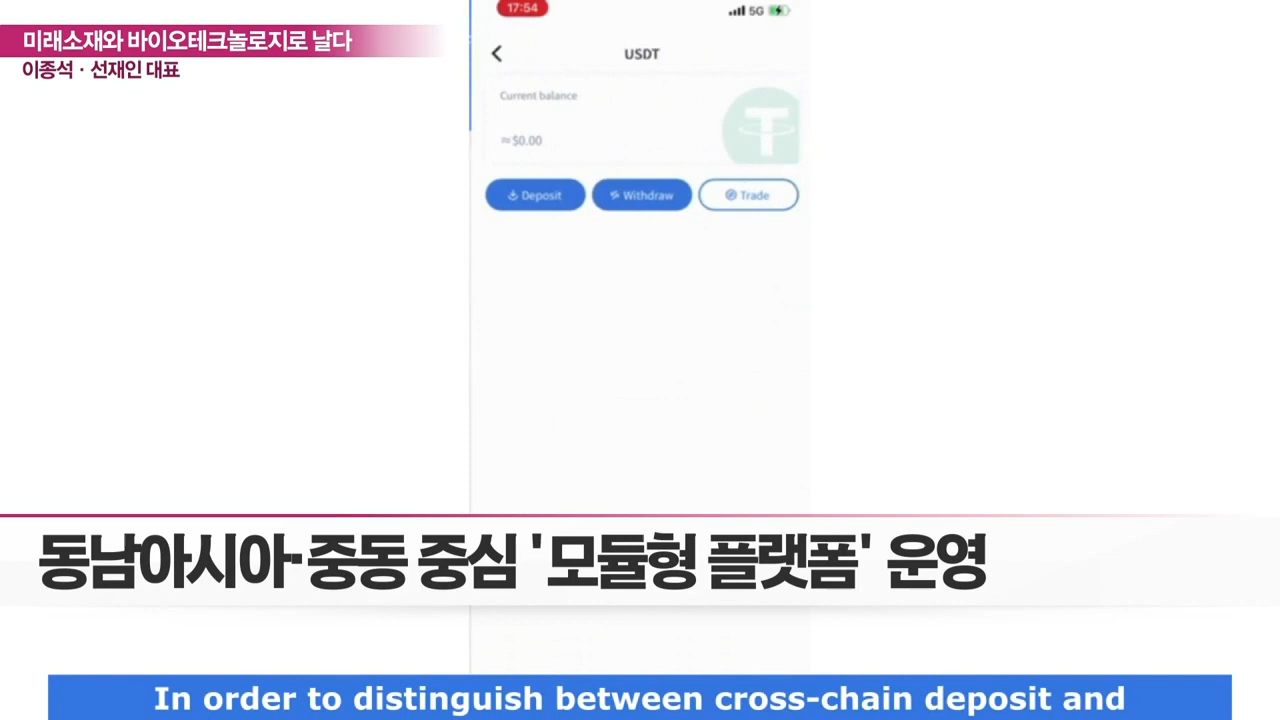 미래소재와 바이오테크놀로지로 날다
이종석 · 선재인 대표
17:54
5G
USDT
Current balance
≈$0.00
Deposit
Withdraw
Trade
동남아시아·중동 중심 '모듈형 플랫폼' 운영
In order to distinguish between cross-chain deposit and